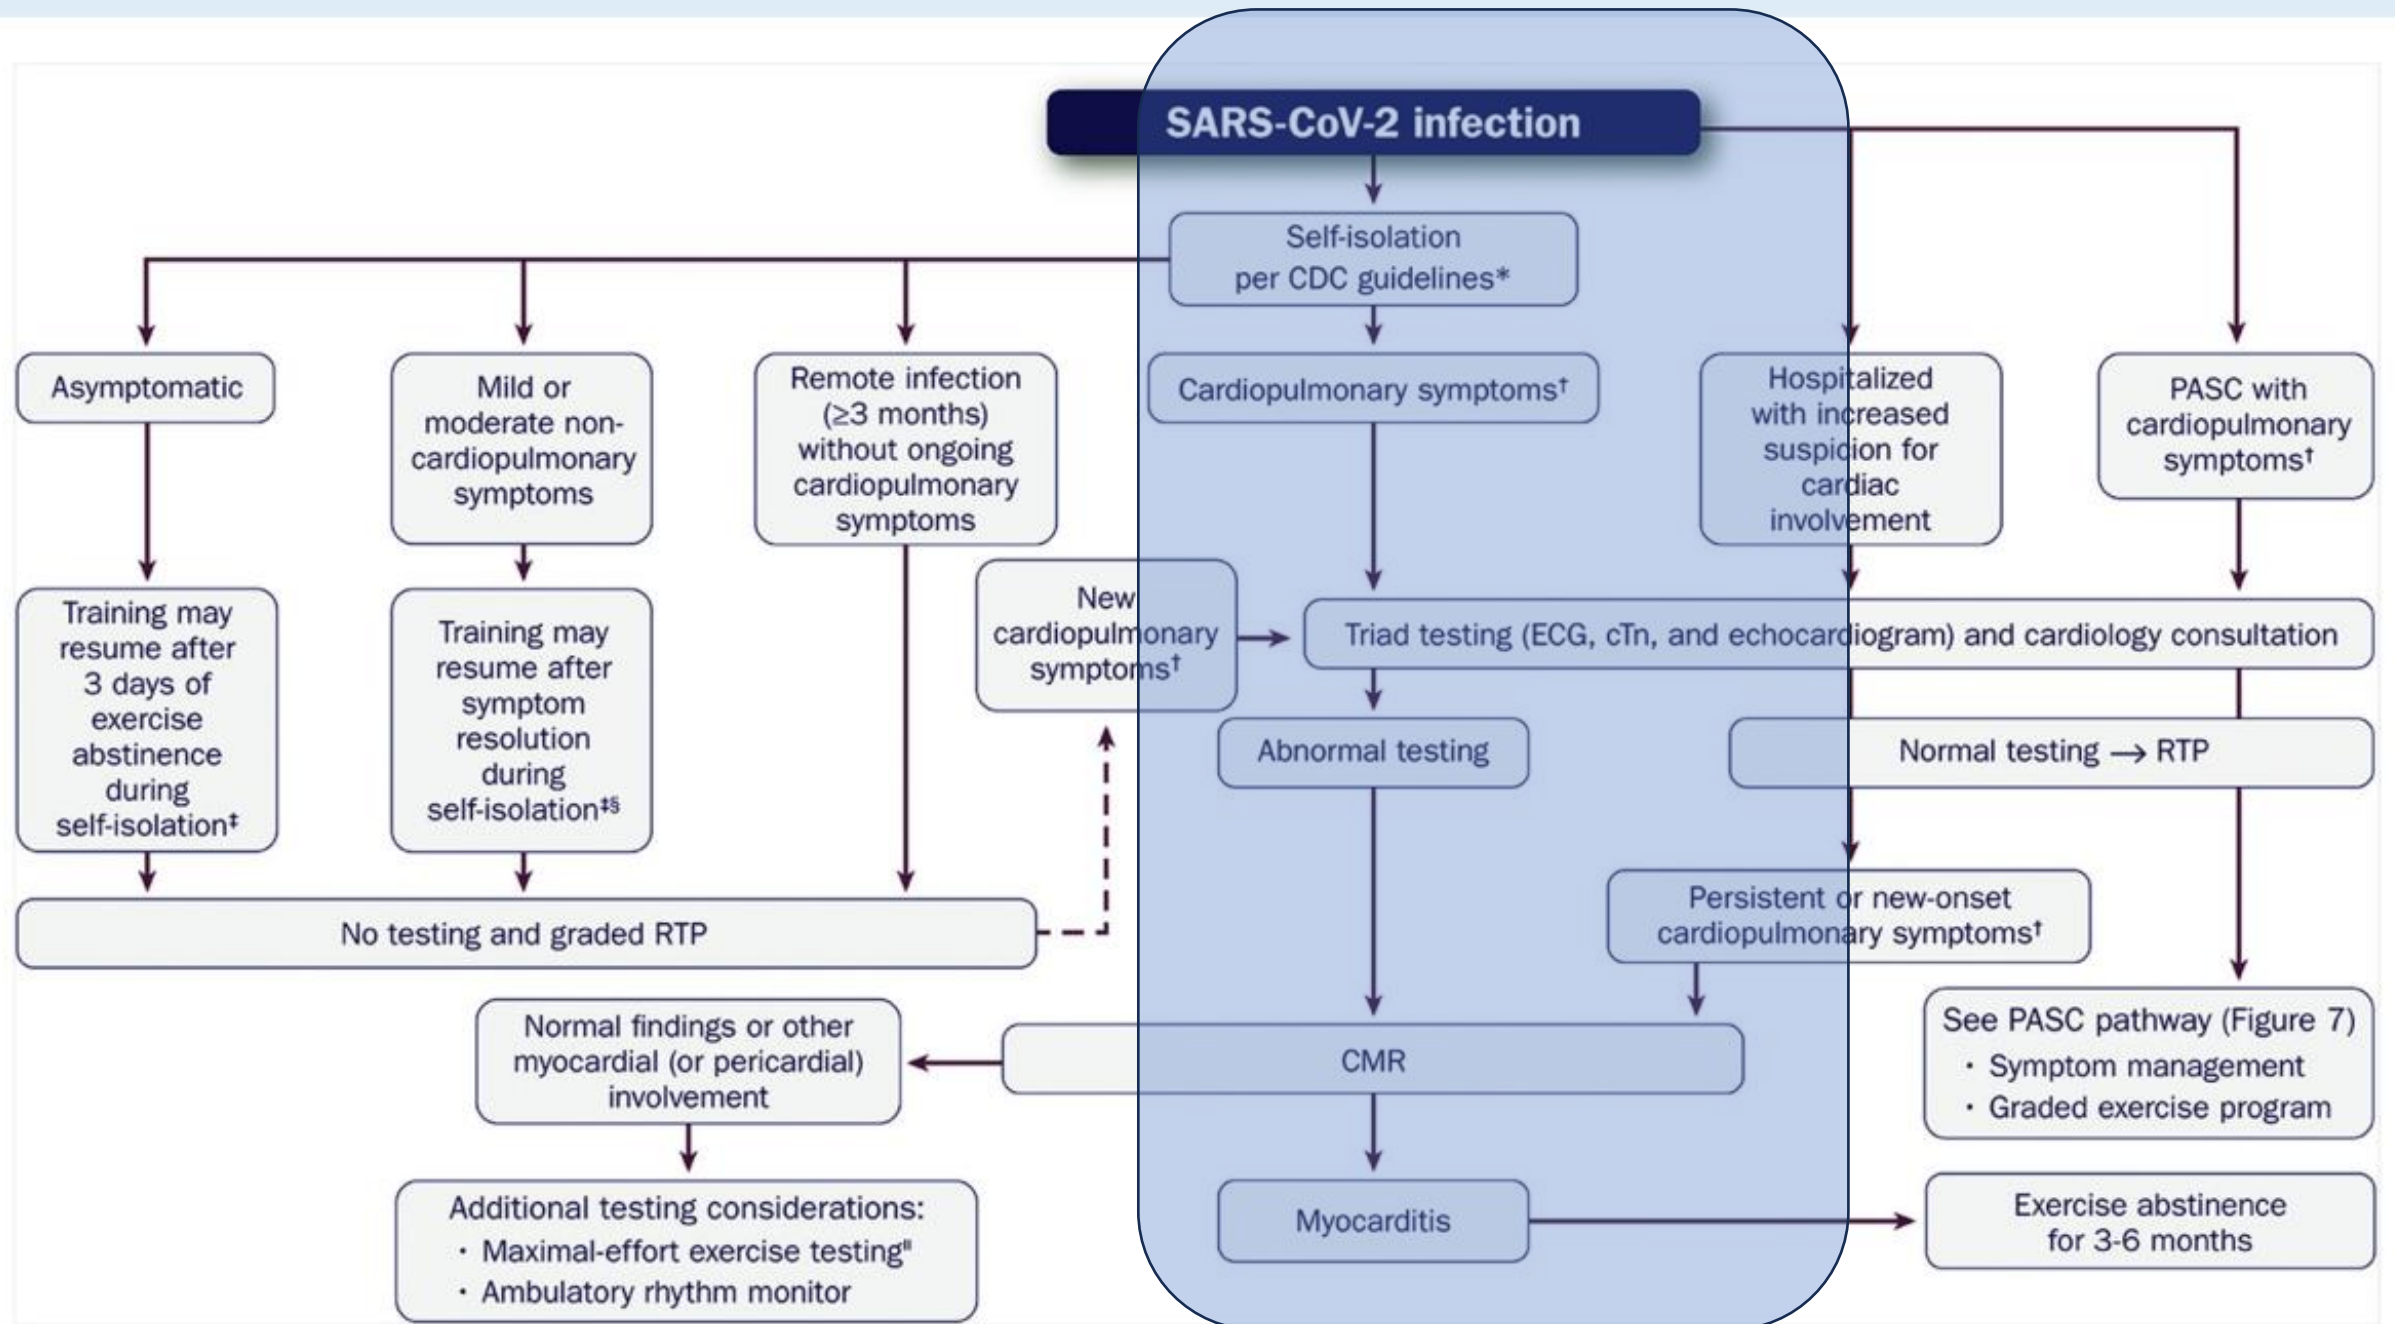 SARS-CoV-2 infection
Self-isolation
per CDC guidelines*
Asymptomatic
Mild or
moderate non-
cardiopulmonary
symptoms
Remote infection
(≥3 months)
without ongoing
cardiopulmonary
symptoms
Cardiopulmonary symptoms†
Hospitalized
with increased
suspicion for
cardiac
involvement
PASC with
cardiopulmonary
symptoms†
Training may
resume after
3 days of
exercise
abstinence
during
self-isolation‡
Training may
resume after
symptom
resolution
during
self-isolation‡§
New
cardiopulmonary
symptoms†
Triad testing (ECG, cTn, and echocardiogram) and cardiology consultation
Abnormal testing
Normal testing → RTP
No testing and graded RTP
Persistent or new-onset
cardiopulmonary symptoms†
Normal findings or other
myocardial (or pericardial)
involvement
CMR
See PASC pathway (Figure 7)
· Symptom management
· Graded exercise program
Additional testing considerations:
· Maximal-effort exercise testing‖
· Ambulatory rhythm monitor
Myocarditis
Exercise abstinence
for 3-6 months